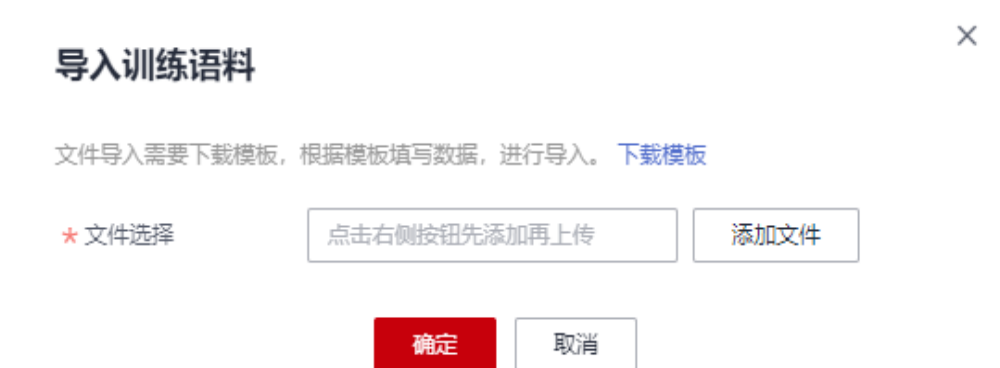 导入训练语料
文件导入需要下载模板，根据模板填写数据，进行导入。 下载模板
* 文件选择 点击右侧按钮先添加再上传 添加文件
确定 取消